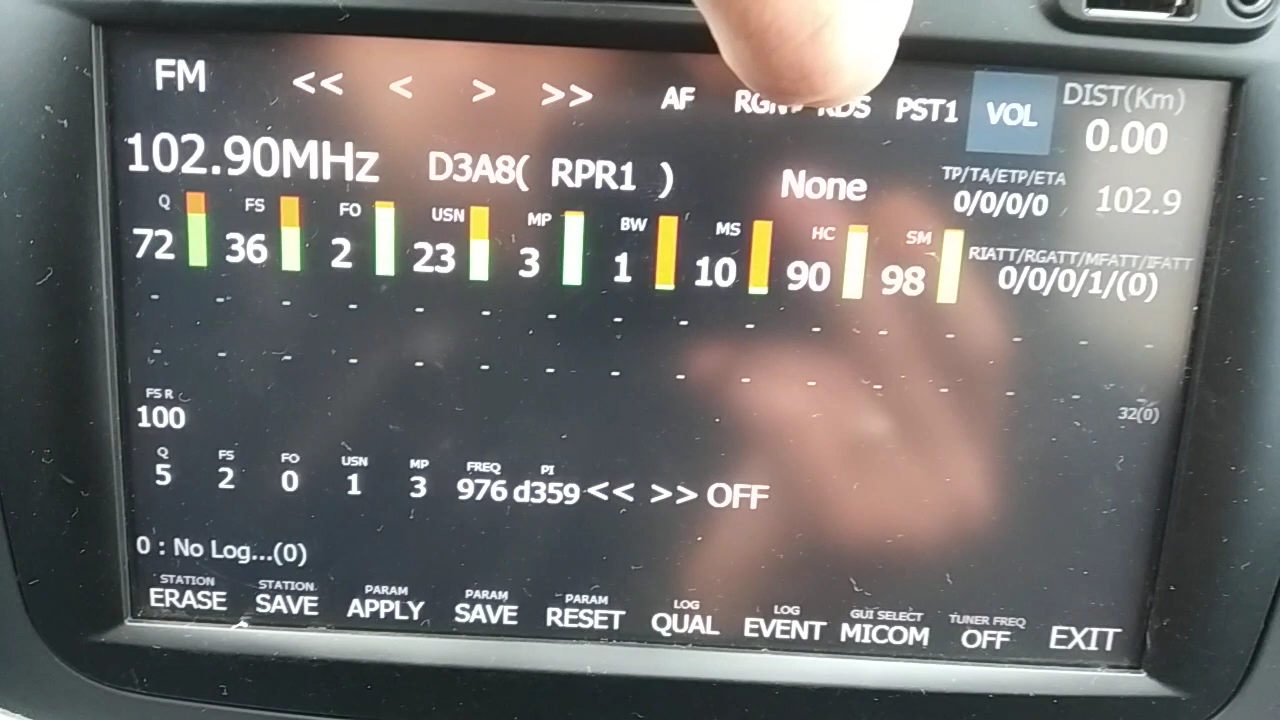 FM << < > >> AF RDS PST1 VOL DIST(Km)
0.00
102.90MHz D3A8( RPR1 ) None TP/TA/ETP/ETA
0/0/0/0 102.9
Q FS FO USN MP BW MS HC SM RIATT/RGATT/MFATT/IFATT
72 36 2 23 3 1 10 90 98 0/0/0/1/(0)
- - - - - - - - - - - - - - - -
- - - - - - - - - - - - - - -
FS R
100 32(0)
Q FS FO USN MP FREQ PI
5 2 0 1 3 976 d359 << >> OFF
0 : No Log...(0)
STATION STATION PARAM PARAM PARAM LOG LOG GUI SELECT TUNER FREQ
ERASE SAVE APPLY SAVE RESET QUAL EVENT MICOM OFF EXIT